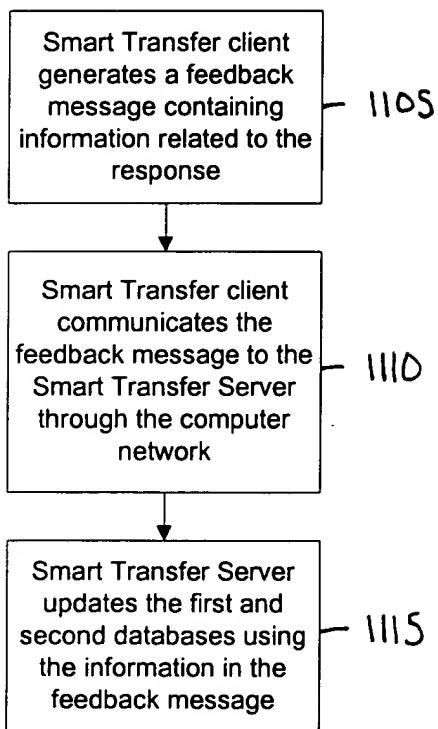 Smart Transfer client
generates a feedback
message containing
information related to the
response
1105
Smart Transfer client
communicates the
feedback message to the
Smart Transfer Server
through the computer
network
1110
Smart Transfer Server
updates the first and
second databases using
the information in the
feedback message
1115